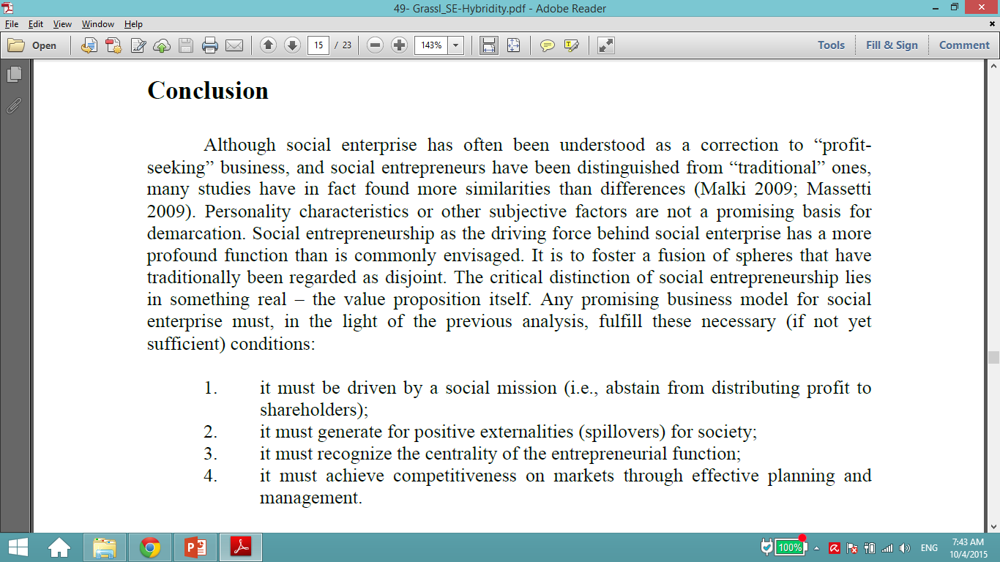 49- Grassl_SE-Hybridity.pdf - Adobe Reader
File Edit View Window Help
Open 15 / 23 143% Tools Fill & Sign Comment
Conclusion
Although social enterprise has often been understood as a correction to “profit-
seeking” business, and social entrepreneurs have been distinguished from “traditional” ones,
many studies have in fact found more similarities than differences (Malki 2009; Massetti
2009). Personality characteristics or other subjective factors are not a promising basis for
demarcation. Social entrepreneurship as the driving force behind social enterprise has a more
profound function than is commonly envisaged. It is to foster a fusion of spheres that have
traditionally been regarded as disjoint. The critical distinction of social entrepreneurship lies
in something real – the value proposition itself. Any promising business model for social
enterprise must, in the light of the previous analysis, fulfill these necessary (if not yet
sufficient) conditions:
1. it must be driven by a social mission (i.e., abstain from distributing profit to
shareholders);
2. it must generate for positive externalities (spillovers) for society;
3. it must recognize the centrality of the entrepreneurial function;
4. it must achieve competitiveness on markets through effective planning and
management.
100% ENG 7:43 AM
10/4/2015